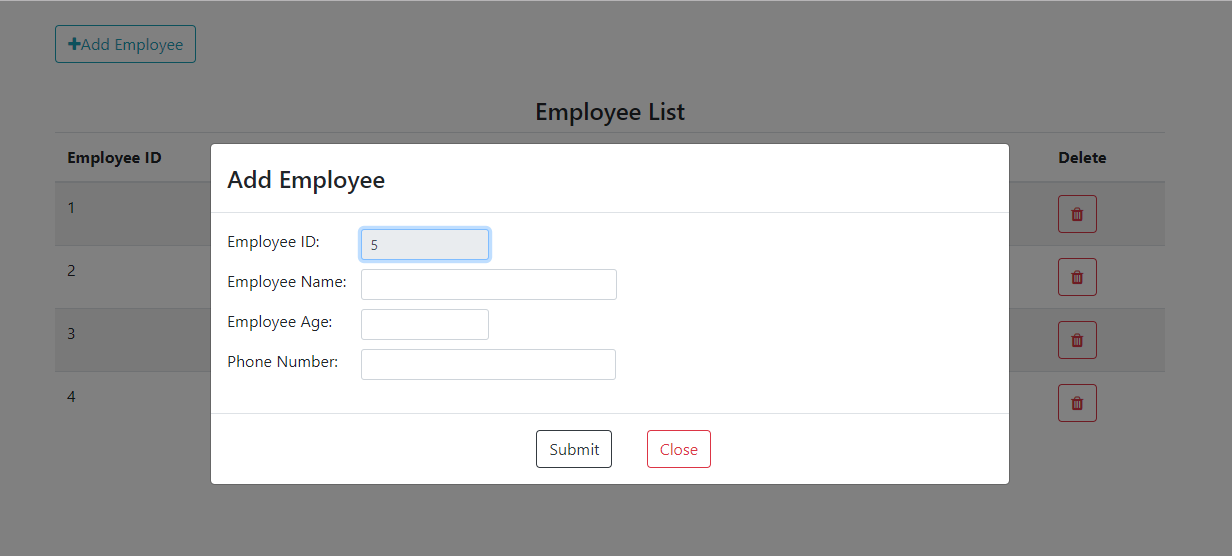 Add Employee
Employee List
Employee ID Delete
Add Employee
1
Employee ID: 5
2
Employee Name:
Employee Age:
3
Phone Number:
4
Submit Close